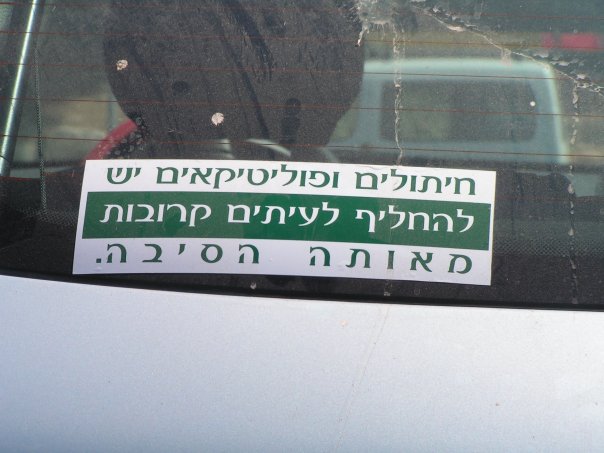 חיתולים ופוליטיקאים יש
להחליף לעיתים קרובות
מאותה הסיבה.